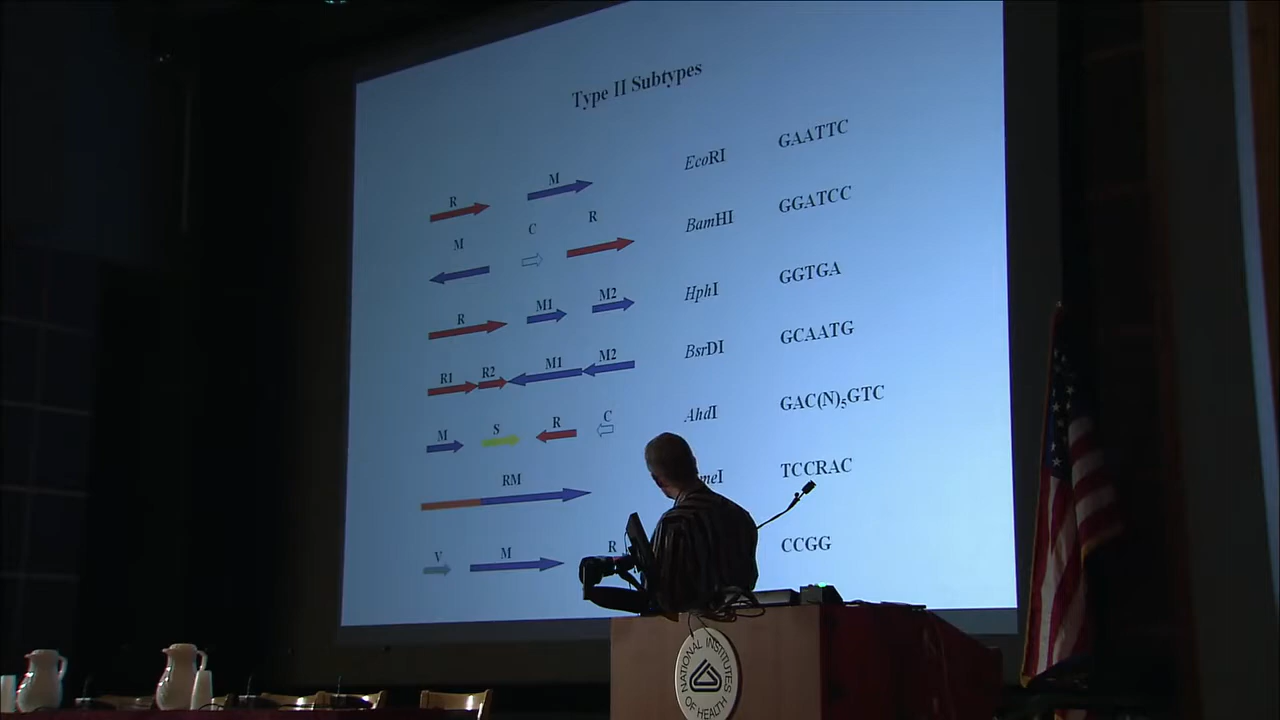 Type II Subtypes
R M EcoRI GAATTC
M C R BamHI GGATCC
R M1 M2 HphI GGTGA
R1 R2 M1 M2 BsrDI GCAATG
M S R C AhdI GAC(N)₅GTC
RM meI TCCRAC
V M R CCGG
NATIONAL INSTITUTES
OF HEALTH